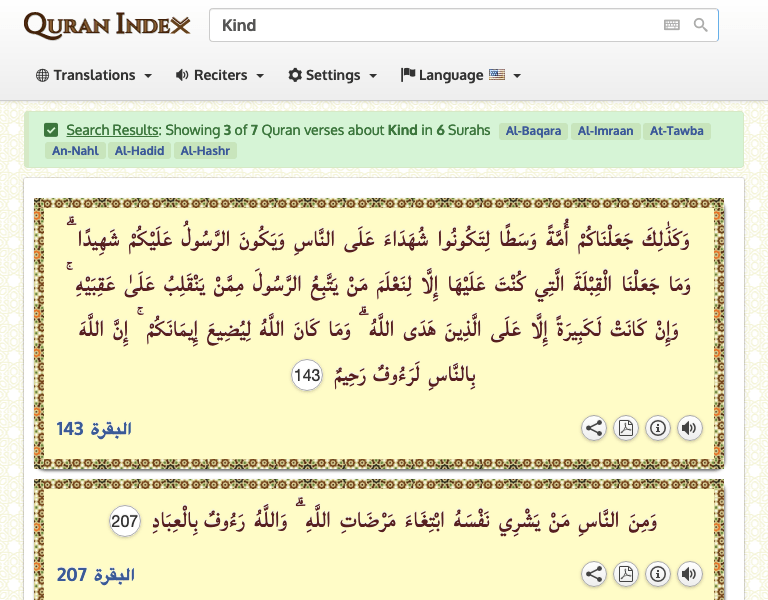 QURAN INDEX
Kind
Translations Reciters Settings Language
Search Results: Showing 3 of 7 Quran verses about Kind in 6 Surahs Al-Baqara Al-Imraan At-Tawba
An-Nahl Al-Hadid Al-Hashr
وَكَذَٰلِكَ جَعَلْنَاكُمْ أُمَّةً وَسَطًا لِتَكُونُوا شُهَدَاءَ عَلَى النَّاسِ وَيَكُونَ الرَّسُولُ عَلَيْكُمْ شَهِيدًا ۗ
وَمَا جَعَلْنَا الْقِبْلَةَ الَّتِي كُنْتَ عَلَيْهَا إِلَّا لِنَعْلَمَ مَنْ يَتَّبِعُ الرَّسُولَ مِمَّنْ يَنْقَلِبُ عَلَىٰ عَقِبَيْهِ ۚ
وَإِنْ كَانَتْ لَكَبِيرَةً إِلَّا عَلَى الَّذِينَ هَدَى اللَّهُ ۗ وَمَا كَانَ اللَّهُ لِيُضِيعَ إِيمَانَكُمْ ۚ إِنَّ اللَّهَ
بِالنَّاسِ لَرَءُوفٌ رَحِيمٌ 143
البقرة 143
وَمِنَ النَّاسِ مَنْ يَشْرِي نَفْسَهُ ابْتِغَاءَ مَرْضَاتِ اللَّهِ ۗ وَاللَّهُ رَءُوفٌ بِالْعِبَادِ 207
البقرة 207